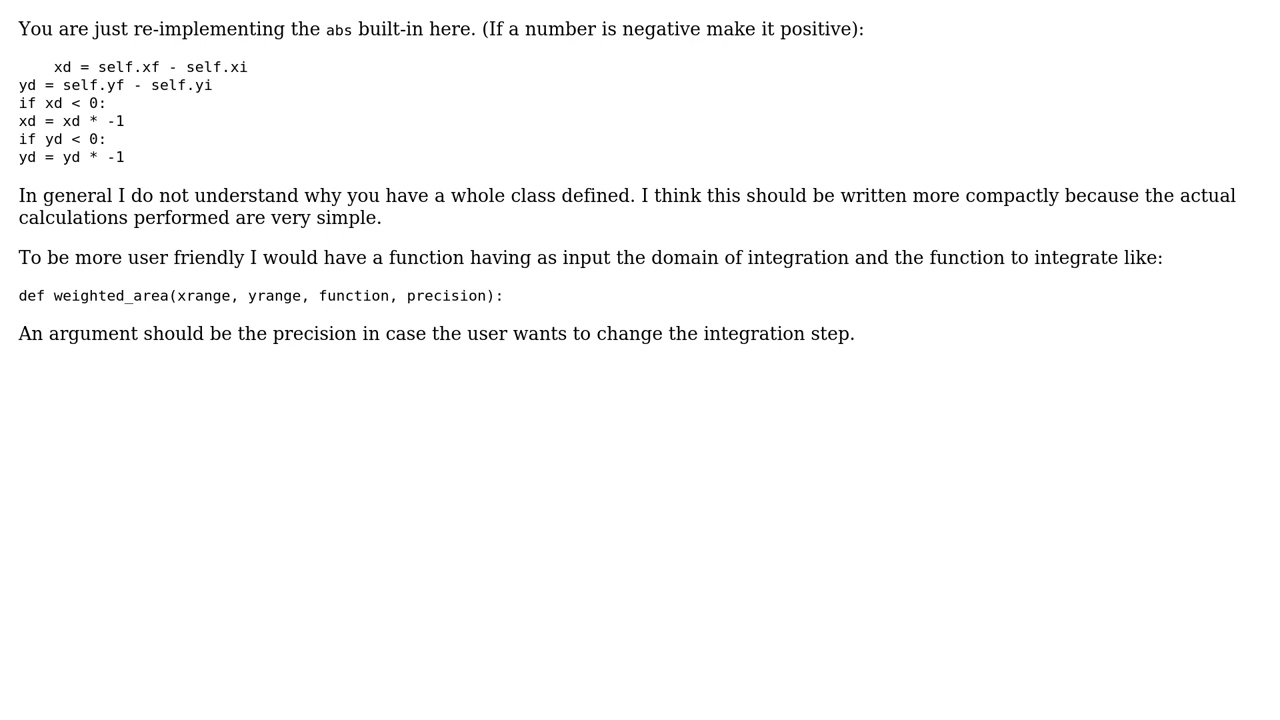 You are just re-implementing the abs built-in here. (If a number is negative make it positive):
    xd = self.xf - self.xi
yd = self.yf - self.yi
if xd < 0:
xd = xd * -1
if yd < 0:
yd = yd * -1
In general I do not understand why you have a whole class defined. I think this should be written more compactly because the actual
calculations performed are very simple.
To be more user friendly I would have a function having as input the domain of integration and the function to integrate like:
def weighted_area(xrange, yrange, function, precision):
An argument should be the precision in case the user wants to change the integration step.